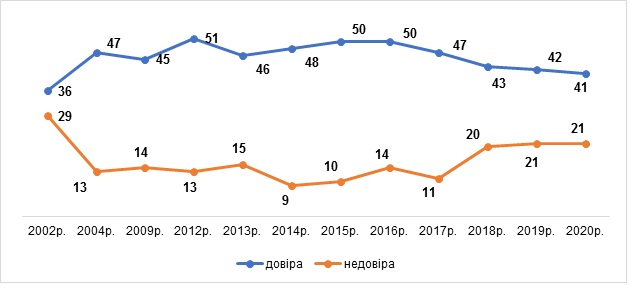 36 47 45 51 46 48 50 50 47 43 42 41
29 13 14 13 15 9 10 14 11 20 21 21
2002р. 2004р. 2009р. 2012р. 2013р. 2014р. 2015р. 2016р. 2017р. 2018р. 2019р. 2020р.
довіра недовіра